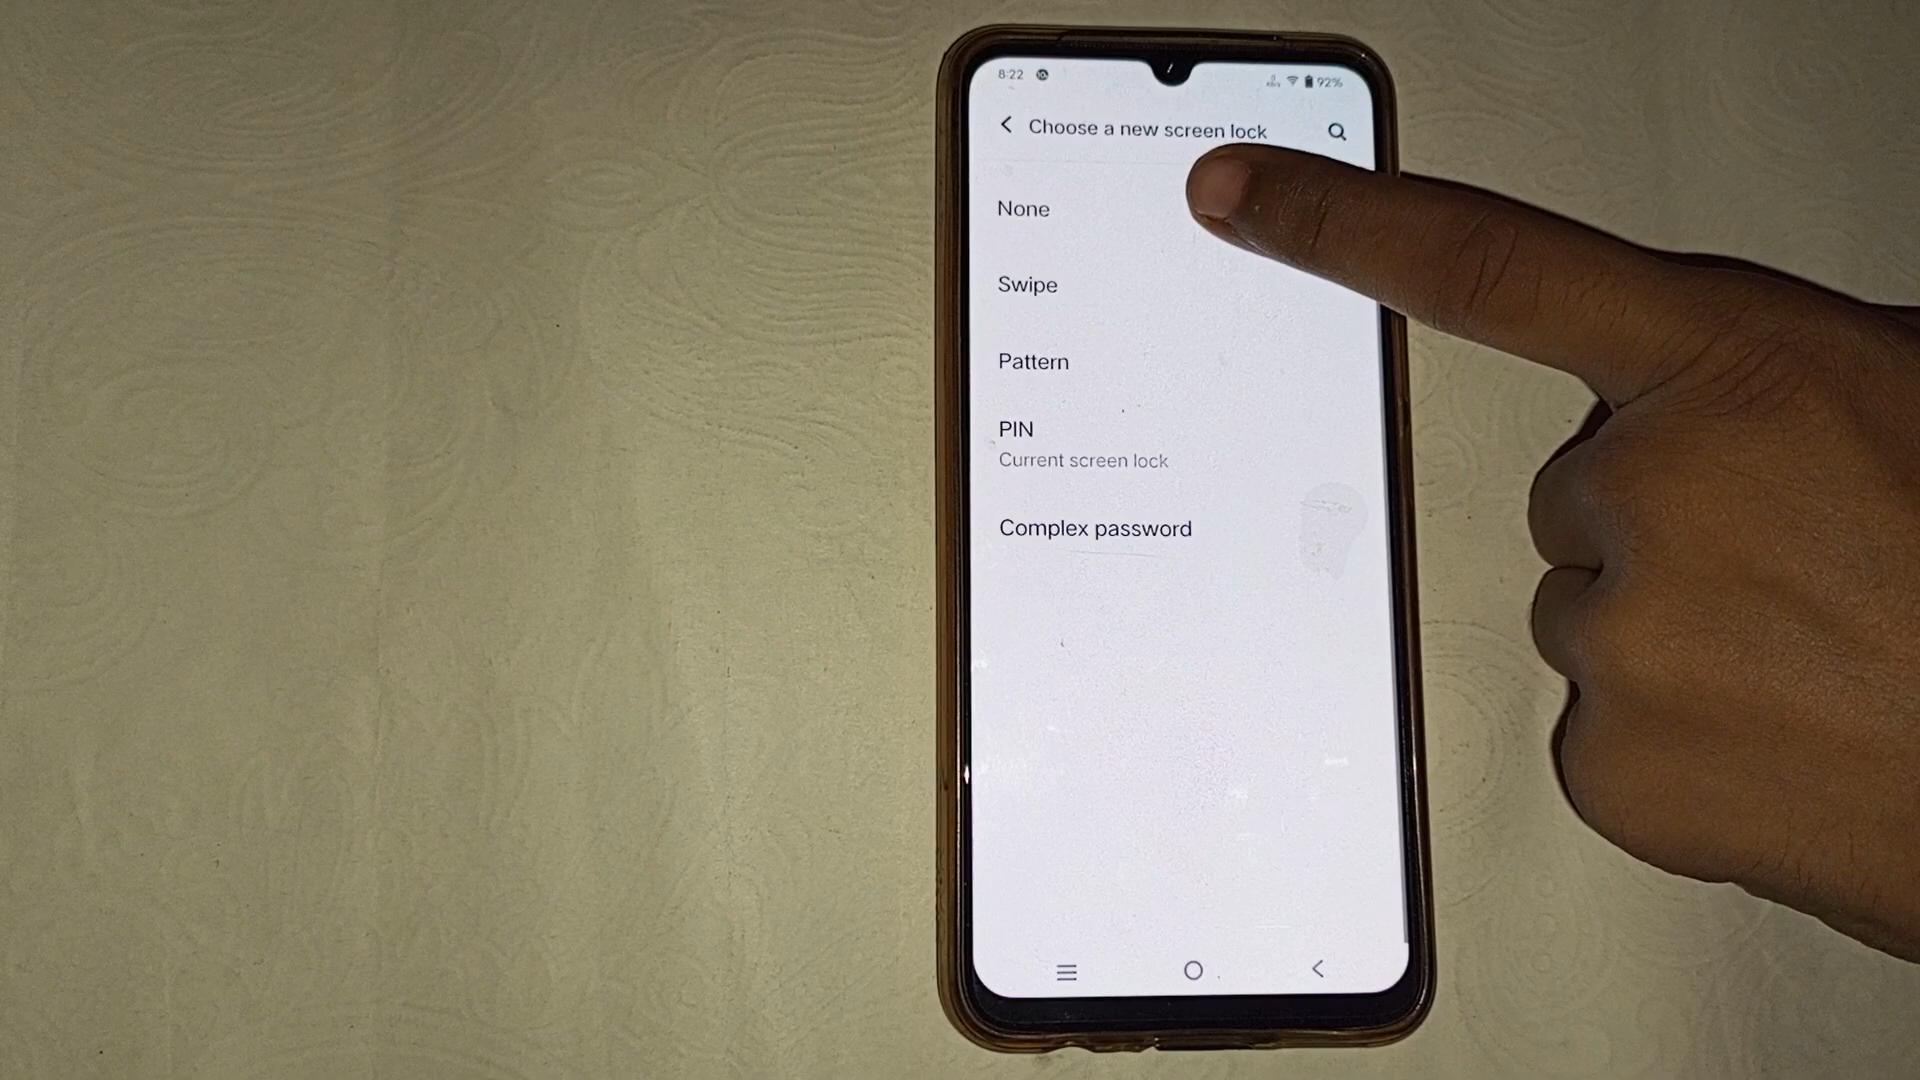 8:22
92%
Choose a new screen lock
None
Swipe
Pattern
PIN
Current screen lock
Complex password